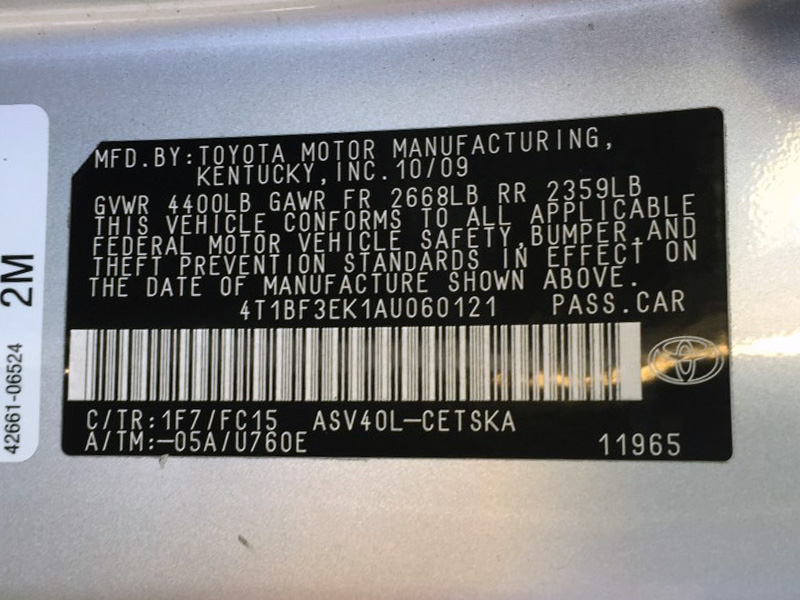 MFD.BY:TOYOTA MOTOR MANUFACTURING,
KENTUCKY,INC.10/09
GVWR 4400LB GAWR FR 2668LB RR 2359LB
THIS VEHICLE CONFORMS TO ALL APPLICABLE
FEDERAL MOTOR VEHICLE SAFETY,BUMPER,AND
THEFT PREVENTION STANDARDS IN EFFECT ON
THE DATE OF MANUFACTURE SHOWN ABOVE.
4T1BF3EK1AU060121 PASS.CAR
C/TR:1F7/FC15 ASV40L-CETSKA
A/TM:-05A/U760E 11965
42661-06524 2M